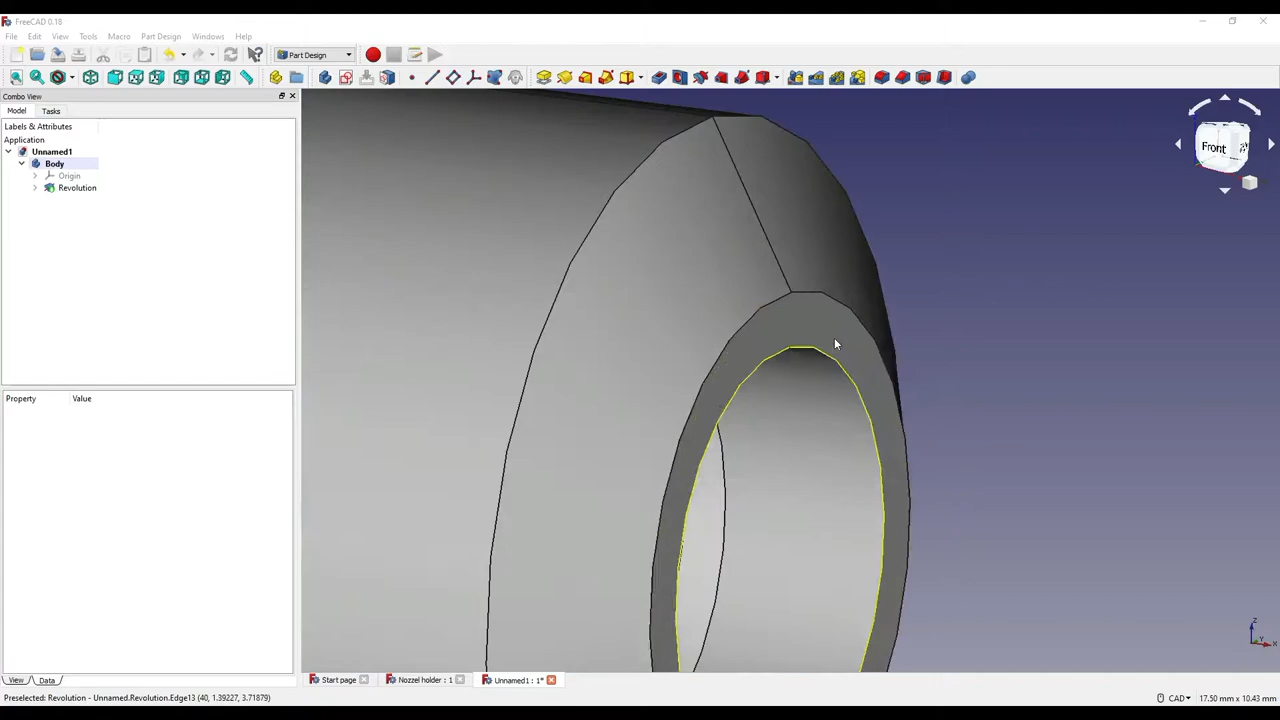 FreeCAD 0.18
File Edit View Tools Macro Part Design Windows Help
Part Design
Combo View
Model Tasks
Labels & Attributes
Application
Unnamed1
Body
Origin
Revolution
Property Value
Front
Z
Y
X
View Data
Start page Nozzle holder : 1 Unnamed1 : 1*
Preselected: Revolution - Unnamed.Revolution.Edge13 (40, 1.39227, 3.71879)
CAD 17.50 mm x 10.43 mm